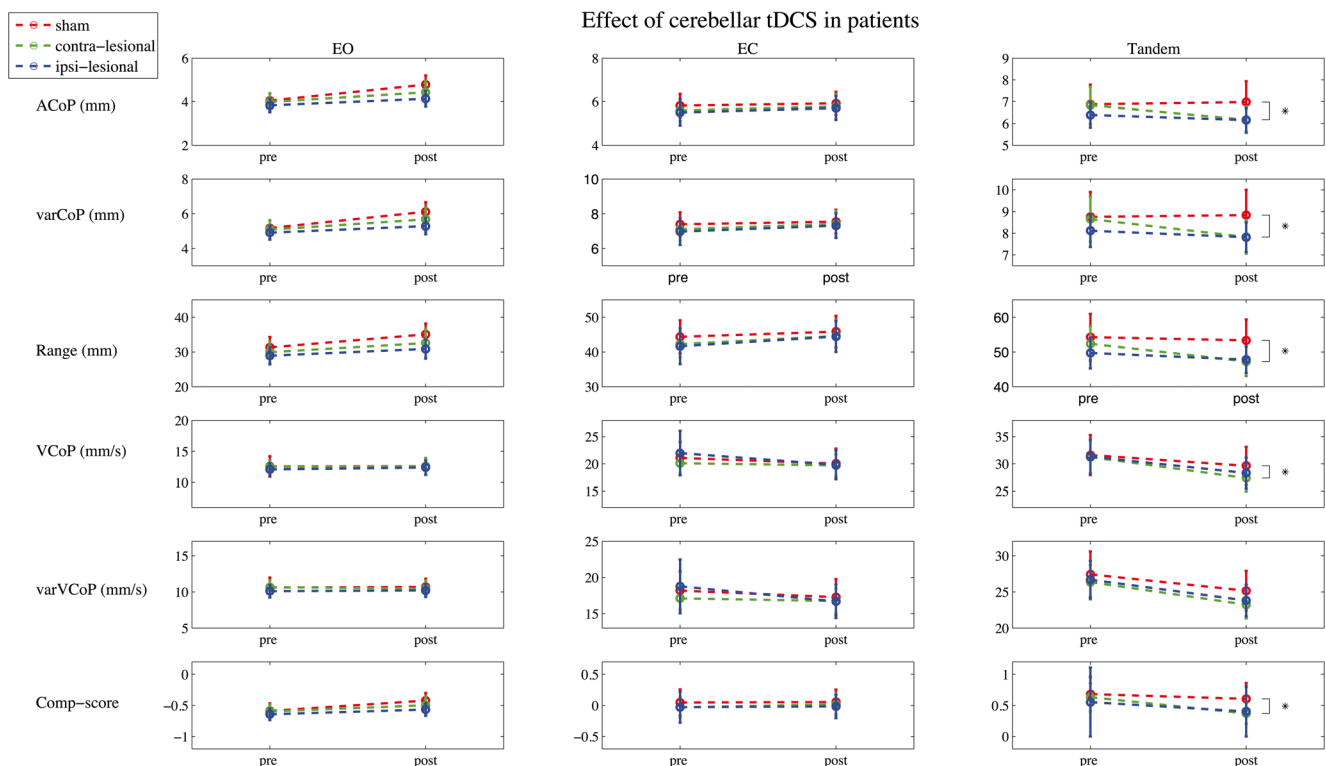 Effect of cerebellar tDCS in patients
sham
contra−lesional
ipsi−lesional
EO
EC
Tandem
ACoP (mm)
6
4
2
pre
post
8
6
4
pre
post
9
8
7
6
5
pre
post
*
varCoP (mm)
8
6
4
pre
post
10
8
6
pre
post
10
9
8
7
pre
post
*
Range (mm)
40
30
20
pre
post
50
40
30
pre
post
60
50
40
pre
post
*
VCoP (mm/s)
20
15
10
pre
post
25
20
15
pre
post
35
30
25
pre
post
*
varVCoP (mm/s)
15
10
5
pre
post
25
20
15
pre
post
30
25
20
pre
post
Comp−score
0
−0.5
−1
pre
post
0.5
0
−0.5
pre
post
1
0.5
0
pre
post
*